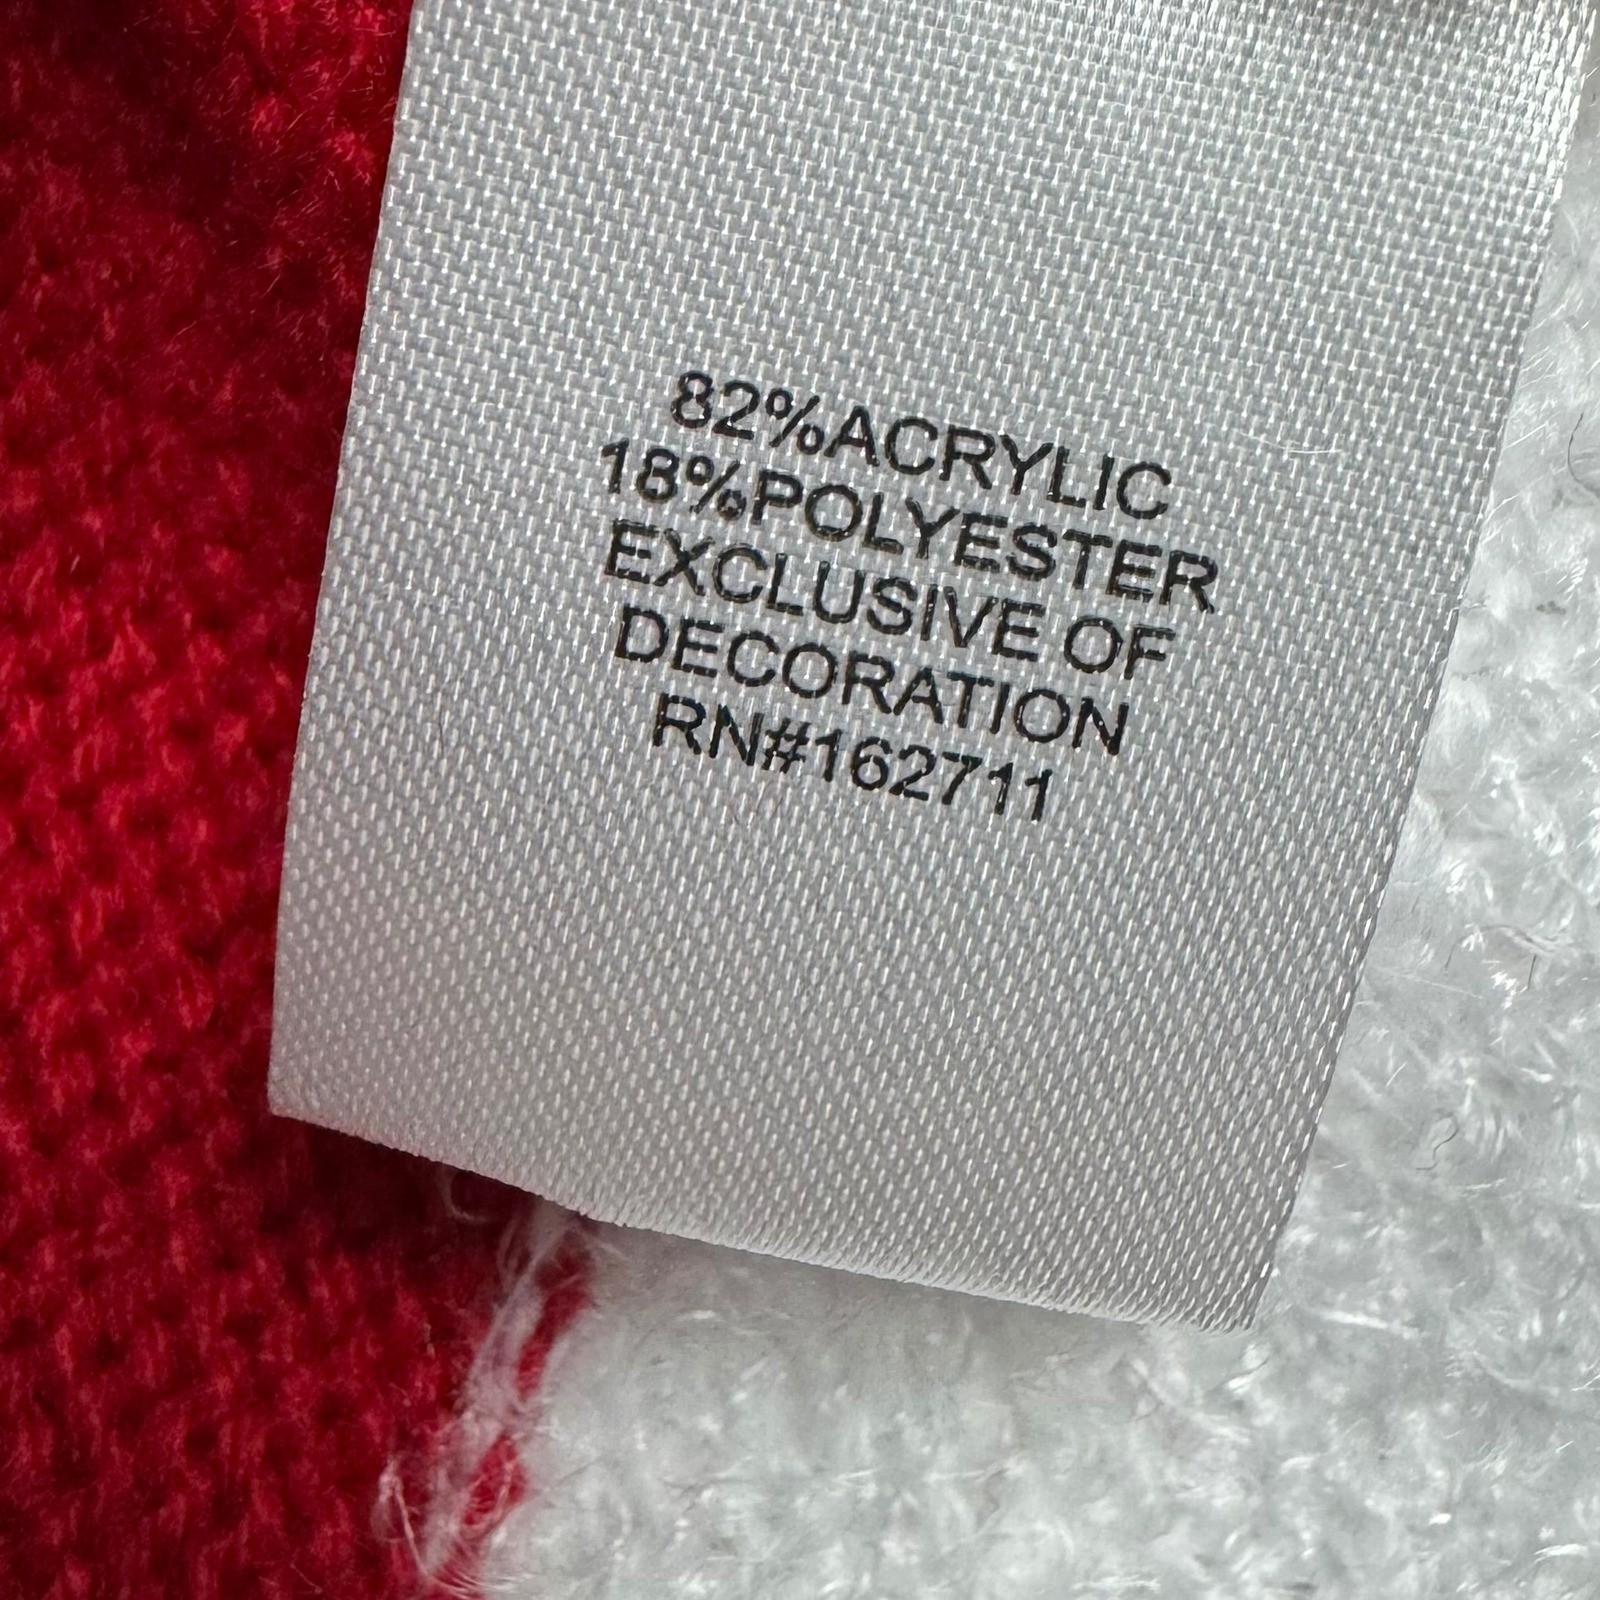 82%ACRYLIC
18%POLYESTER
EXCLUSIVE OF
DECORATION
RN#162711